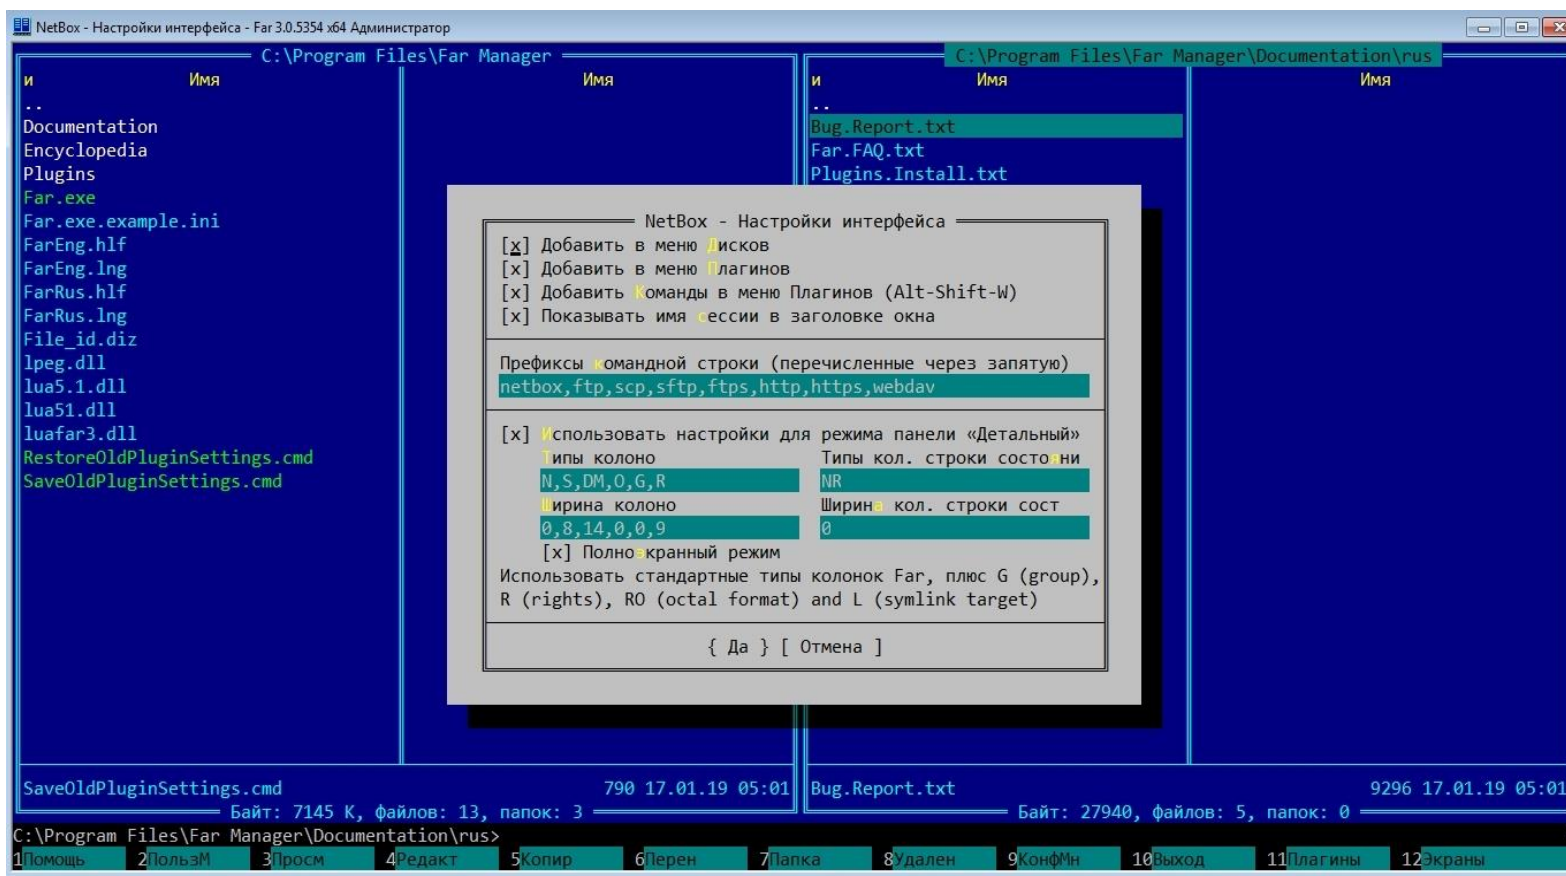 NetBox - Настройки интерфейса - Far 3.0.5354 x64 Администратор
C:\Program Files\Far Manager
C:\Program Files\Far Manager\Documentation\rus
и Имя Имя и Имя Имя
.. ..
Documentation Bug.Report.txt
Encyclopedia Far.FAQ.txt
Plugins Plugins.Install.txt
Far.exe
Far.exe.example.ini
FarEng.hlf
FarEng.lng
FarRus.hlf
FarRus.lng
File_id.diz
lpeg.dll
lua5.1.dll
lua51.dll
luafar3.dll
RestoreOldPluginSettings.cmd
SaveOldPluginSettings.cmd
NetBox - Настройки интерфейса
[x] Добавить в меню Дисков
[x] Добавить в меню Плагинов
[x] Добавить Команды в меню Плагинов (Alt-Shift-W)
[x] Показывать имя сессии в заголовке окна
Префиксы командной строки (перечисленные через запятую)
netbox,ftp,scp,sftp,ftps,http,https,webdav
[x] Использовать настройки для режима панели «Детальный»
Типы колоно Типы кол. строки состояни
N,S,DM,O,G,R NR
Ширина колоно Ширина кол. строки сост
0,8,14,0,0,9 0
[x] Полноэкранный режим
Использовать стандартные типы колонок Far, плюс G (group),
R (rights), RO (octal format) and L (symlink target)
{ Да } [ Отмена ]
SaveOldPluginSettings.cmd 790 17.01.19 05:01 Bug.Report.txt 9296 17.01.19 05:01
Байт: 7145 K, файлов: 13, папок: 3 Байт: 27940, файлов: 5, папок: 0
C:\Program Files\Far Manager\Documentation\rus>
1Помощь 2ПользМ 3Просм 4Редакт 5Копир 6Перен 7Папка 8Удален 9КонфМн 10Выход 11Плагины 12Экраны